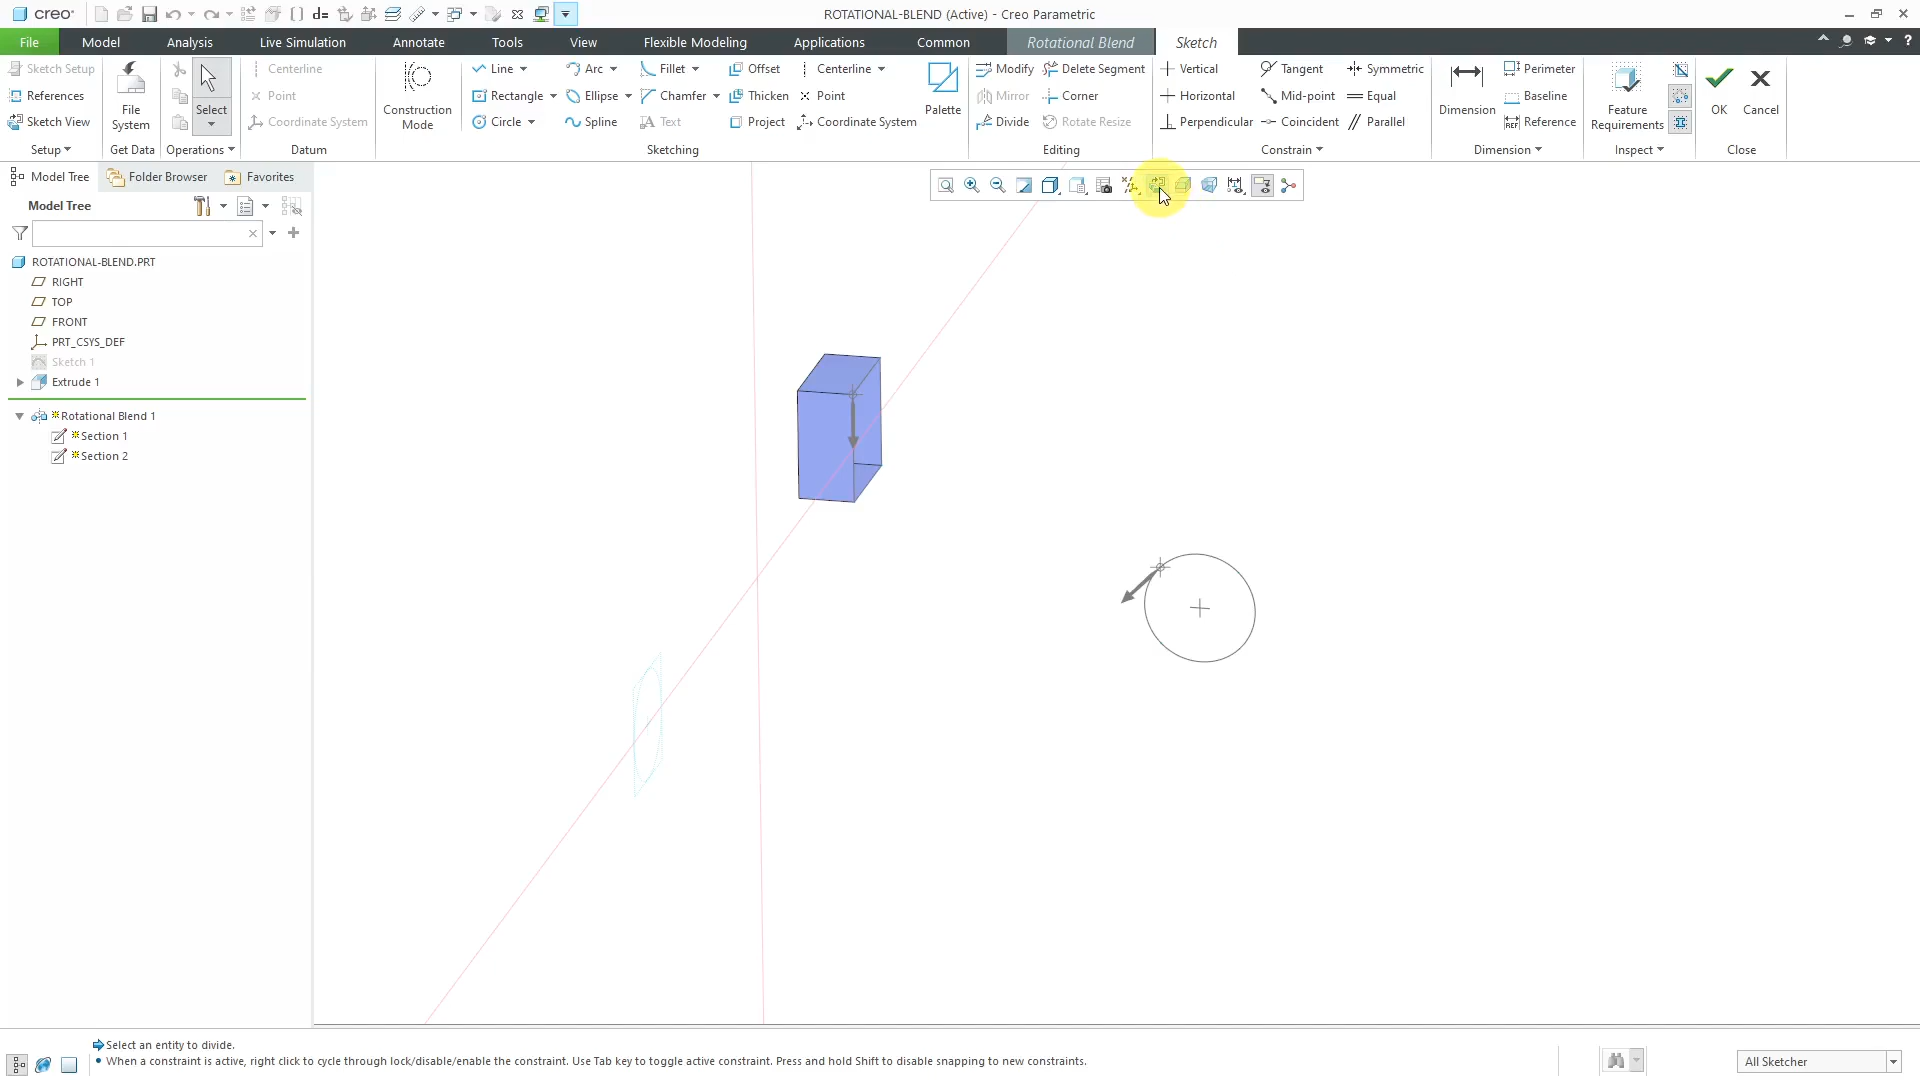 creo
ROTATIONAL-BLEND (Active) - Creo Parametric
File
Model
Analysis
Live Simulation
Annotate
Tools
View
Flexible Modeling
Applications
Common
Rotational Blend
Sketch
Sketch Setup
References
Sketch View
Setup
File System
Get Data
Select
Operations
Centerline
Point
Coordinate System
Datum
Construction Mode
Line
Arc
Fillet
Offset
Centerline
Rectangle
Ellipse
Chamfer
Thicken
Point
Circle
Spline
Text
Project
Coordinate System
Palette
Sketching
Modify
Delete Segment
Mirror
Corner
Divide
Rotate Resize
Editing
Vertical
Tangent
Symmetric
Horizontal
Mid-point
Equal
Perpendicular
Coincident
Parallel
Constrain
Dimension
Perimeter
Baseline
Reference
Dimension
Feature Requirements
Inspect
OK
Cancel
Close
Model Tree
Folder Browser
Favorites
Model Tree
ROTATIONAL-BLEND.PRT
RIGHT
TOP
FRONT
PRT_CSYS_DEF
Sketch 1
Extrude 1
Rotational Blend 1
Section 1
Section 2
Select an entity to divide.
• When a constraint is active, right click to cycle through lock/disable/enable the constraint. Use Tab key to toggle active constraint. Press and hold Shift to disable snapping to new constraints.
All Sketcher